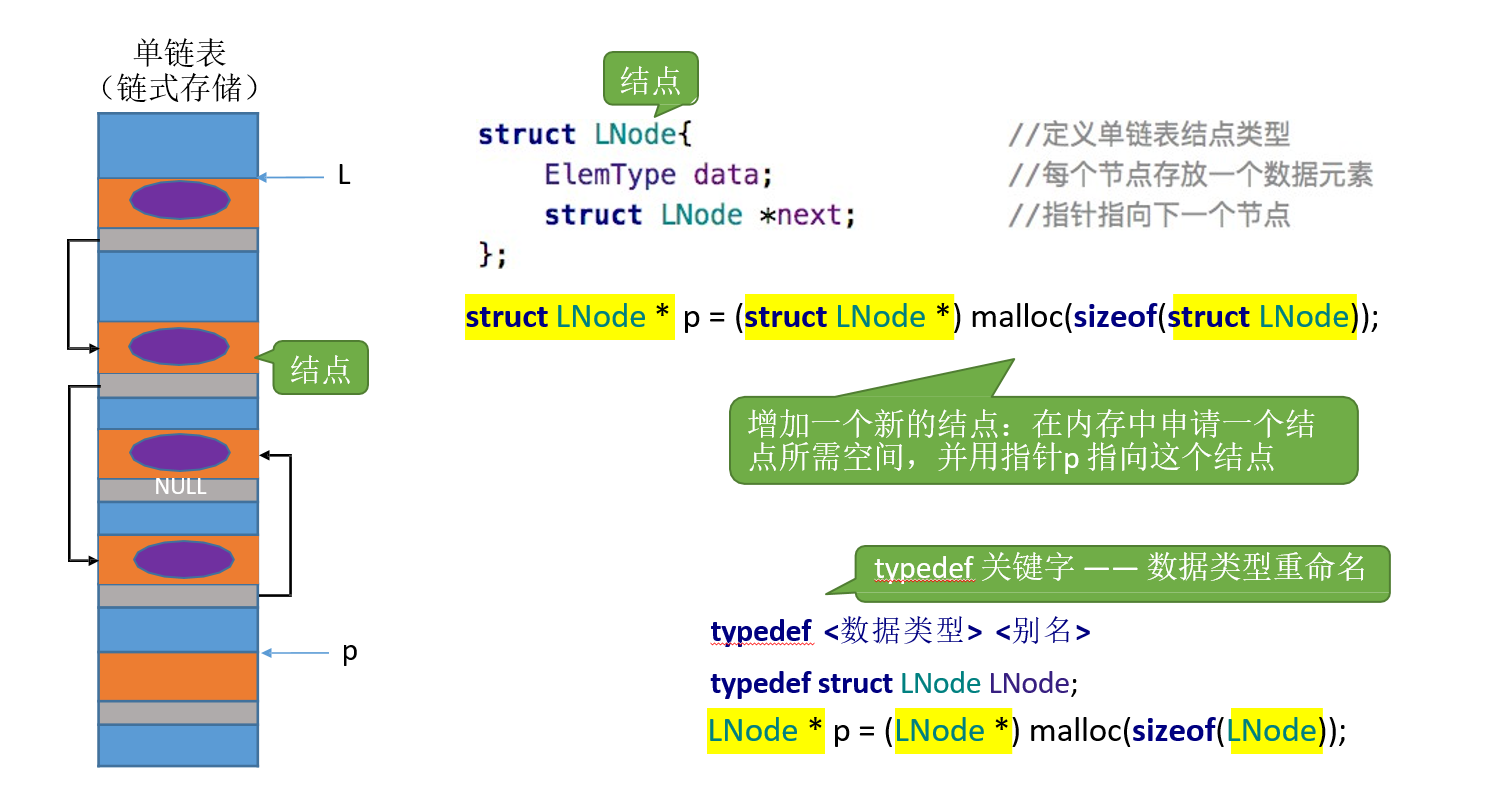 单链表
（链式存储）
L
结点
NULL
p
结点
struct LNode{ //定义单链表结点类型
ElemType data; //每个节点存放一个数据元素
struct LNode *next; //指针指向下一个节点
};
struct LNode * p = (struct LNode *) malloc(sizeof(struct LNode));
增加一个新的结点：在内存中申请一个结
点所需空间，并用指针p 指向这个结点
typedef 关键字 —— 数据类型重命名
typedef <数据类型> <别名>
typedef struct LNode LNode;
LNode * p = (LNode *) malloc(sizeof(LNode));